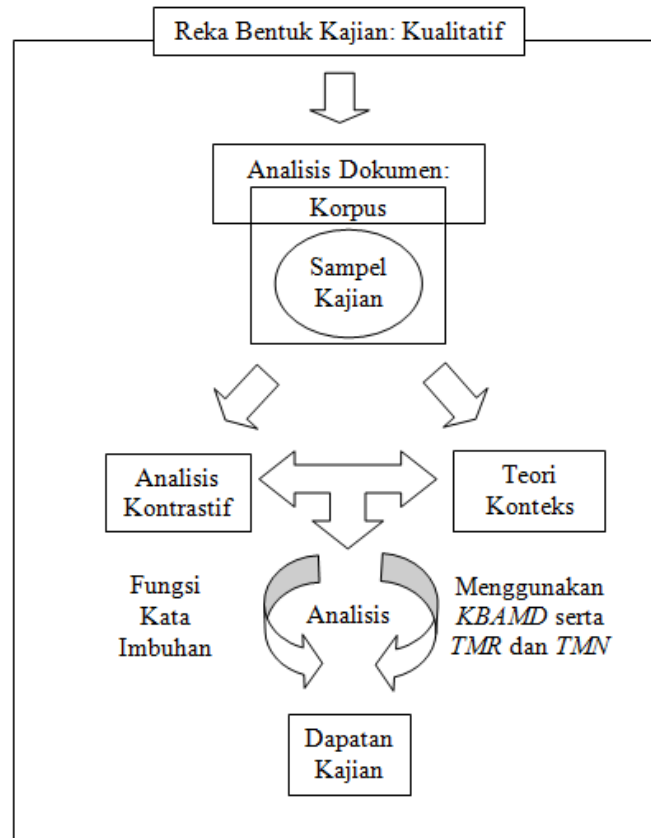 Reka Bentuk Kajian: Kualitatif
Analisis Dokumen:
Korpus
Sampel
Kajian
Analisis
Kontrastif
Teori
Konteks
Fungsi
Kata
Imbuhan
Analisis
Menggunakan
KBAMD serta
TMR dan TMN
Dapatan
Kajian